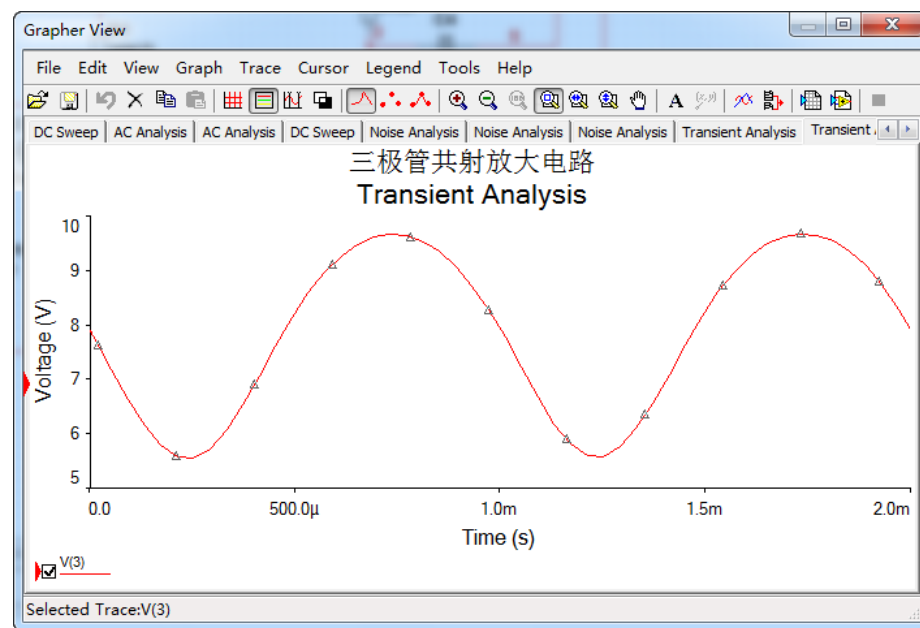 Grapher View
File Edit View Graph Trace Cursor Legend Tools Help
DC Sweep AC Analysis AC Analysis DC Sweep Noise Analysis Noise Analysis Noise Analysis Transient Analysis Transient
三极管共射放大电路
Transient Analysis
10
9
8
7
6
5
Voltage (V)
0.0 500.0μ 1.0m 1.5m 2.0m
Time (s)
V(3)
Selected Trace:V(3)